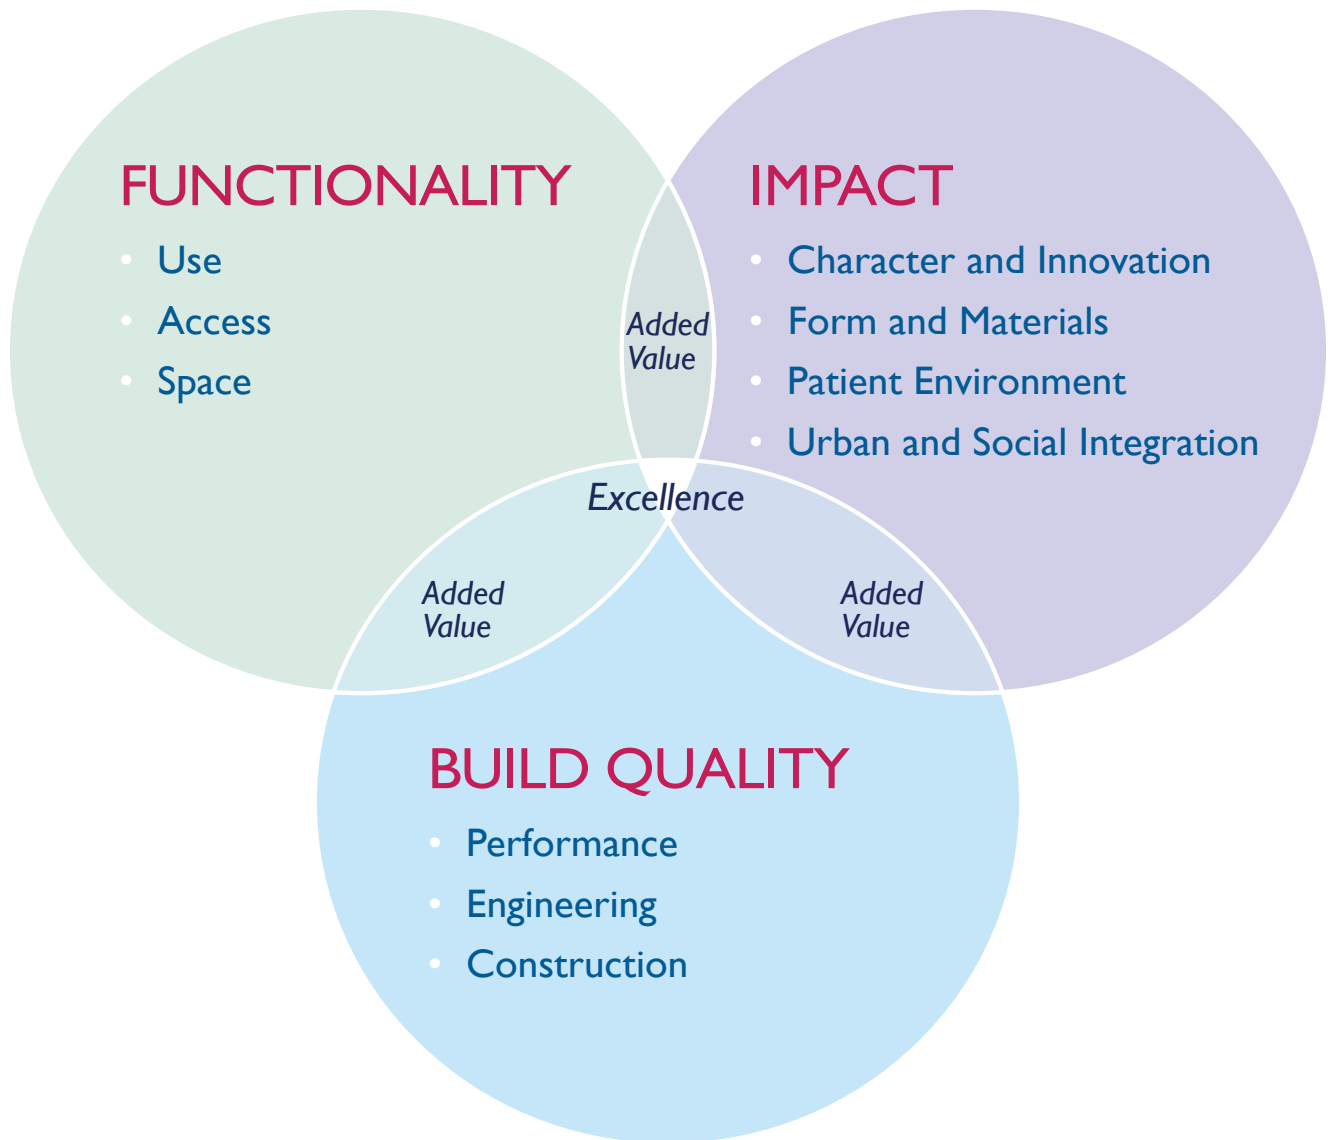 FUNCTIONALITY
• Use
• Access
• Space
IMPACT
• Character and Innovation
• Form and Materials
• Patient Environment
• Urban and Social Integration
Added
Value
Excellence
Added
Value
Added
Value
BUILD QUALITY
• Performance
• Engineering
• Construction